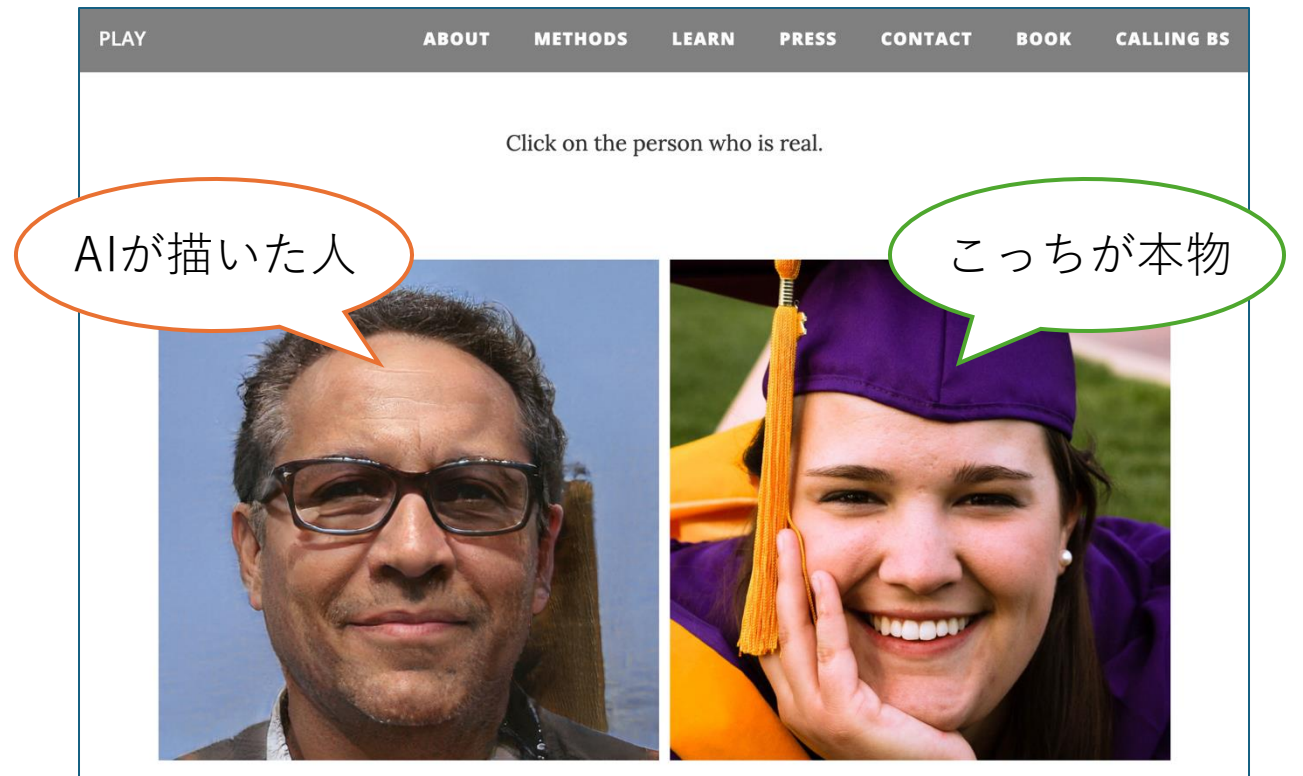 PLAY ABOUT METHODS LEARN PRESS CONTACT BOOK CALLING BS
Click on the person who is real.
AIが描いた人
こっちが本物